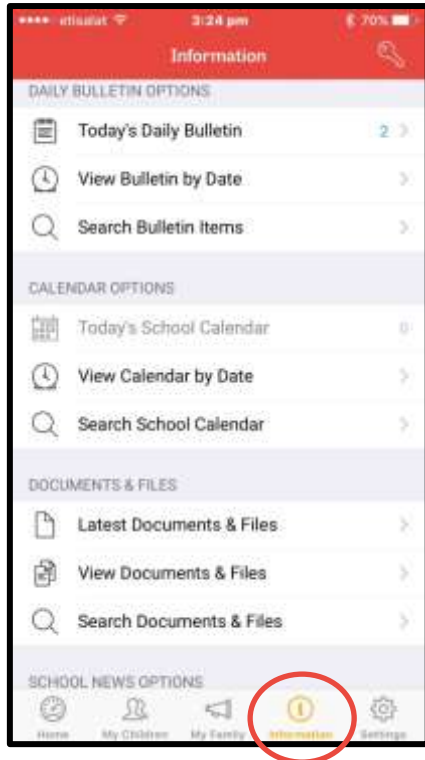 etisalat 3:24 pm 70%
Information
DAILY BULLETIN OPTIONS
Today's Daily Bulletin 2
View Bulletin by Date
Search Bulletin Items
CALENDAR OPTIONS
Today's School Calendar 0
View Calendar by Date
Search School Calendar
DOCUMENTS & FILES
Latest Documents & Files
View Documents & Files
Search Documents & Files
SCHOOL NEWS OPTIONS
Home My Children My Family Information Settings